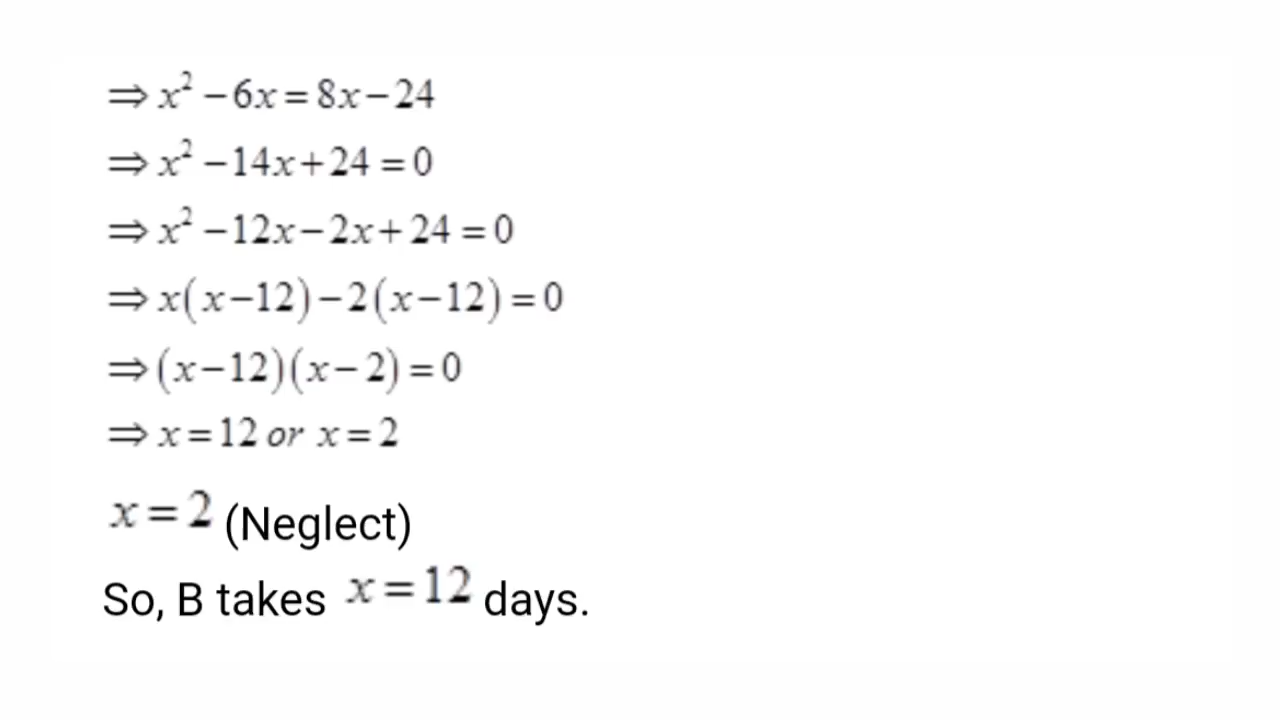 ⇒ x² − 6x = 8x − 24
⇒ x² − 14x + 24 = 0
⇒ x² − 12x − 2x + 24 = 0
⇒ x(x − 12) − 2(x − 12) = 0
⇒ (x − 12)(x − 2) = 0
⇒ x = 12 or x = 2
x = 2 (Neglect)
So, B takes x = 12 days.